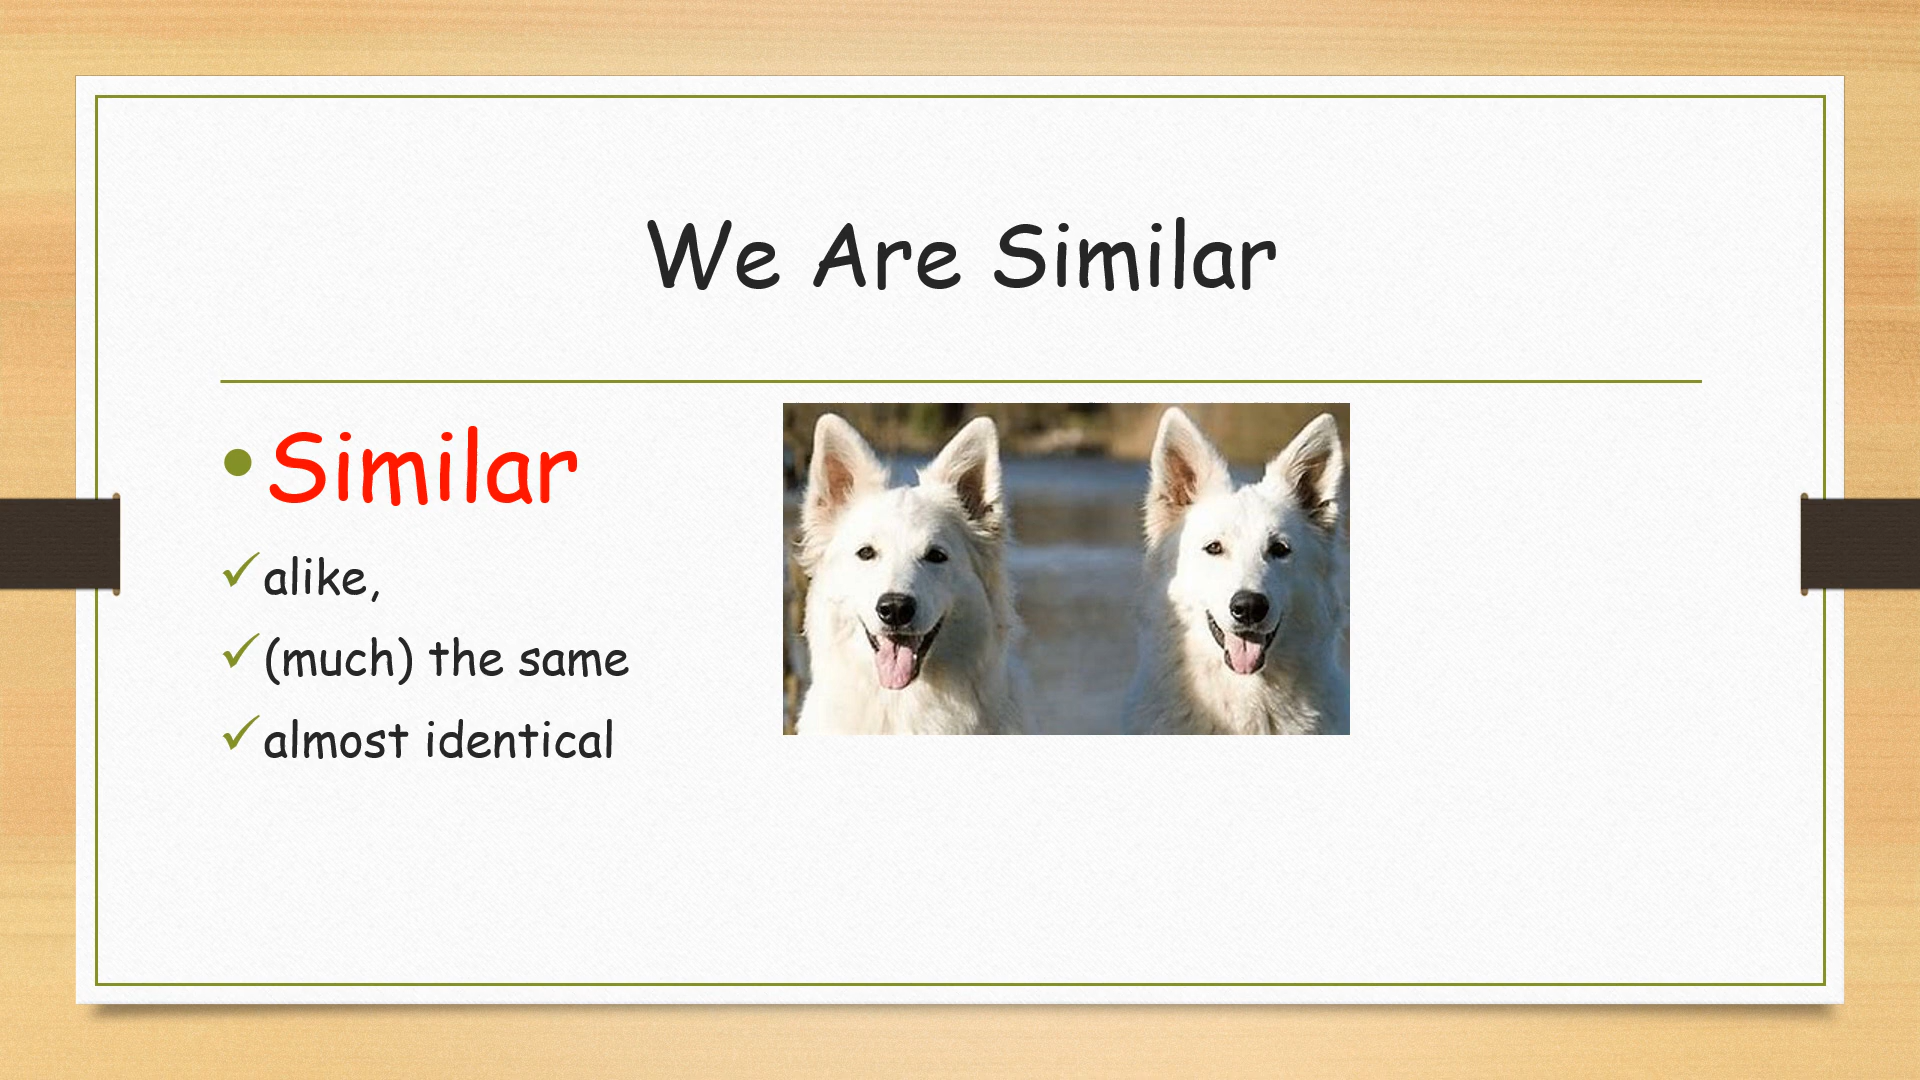 We Are Similar
Similar
alike,
(much) the same
almost identical